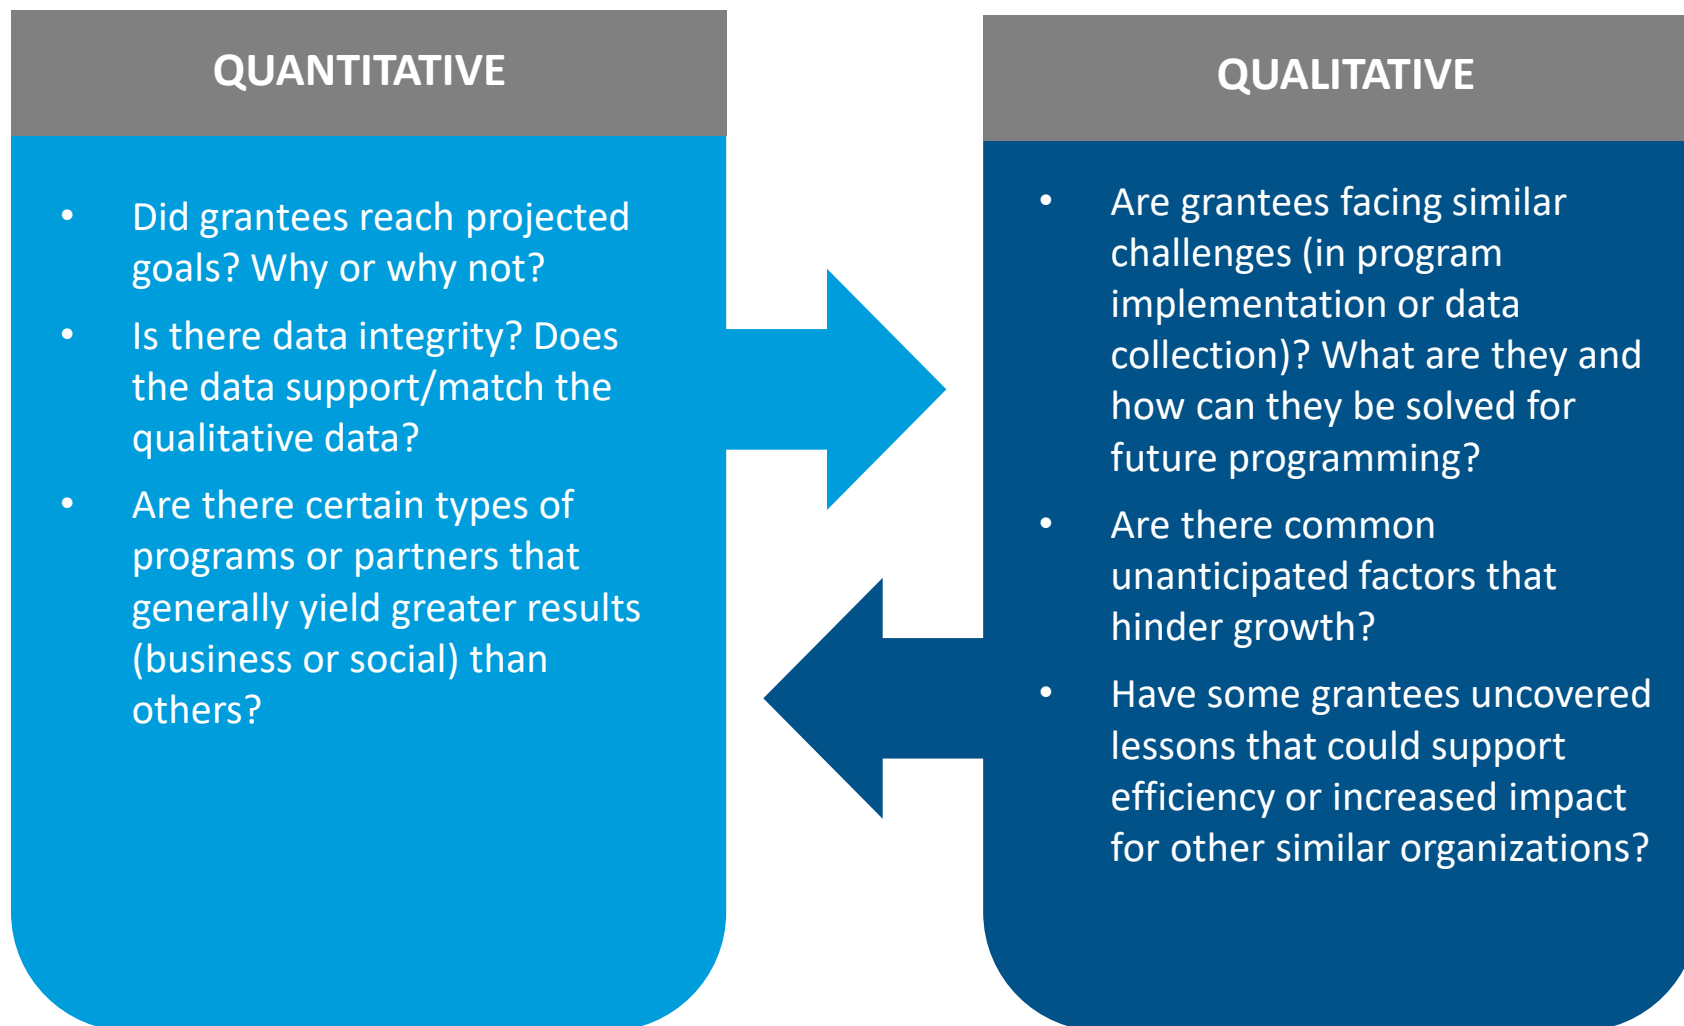 QUANTITATIVE
• Did grantees reach projected
goals? Why or why not?
• Is there data integrity? Does
the data support/match the
qualitative data?
• Are there certain types of
programs or partners that
generally yield greater results
(business or social) than
others?
QUALITATIVE
• Are grantees facing similar
challenges (in program
implementation or data
collection)? What are they and
how can they be solved for
future programming?
• Are there common
unanticipated factors that
hinder growth?
• Have some grantees uncovered
lessons that could support
efficiency or increased impact
for other similar organizations?